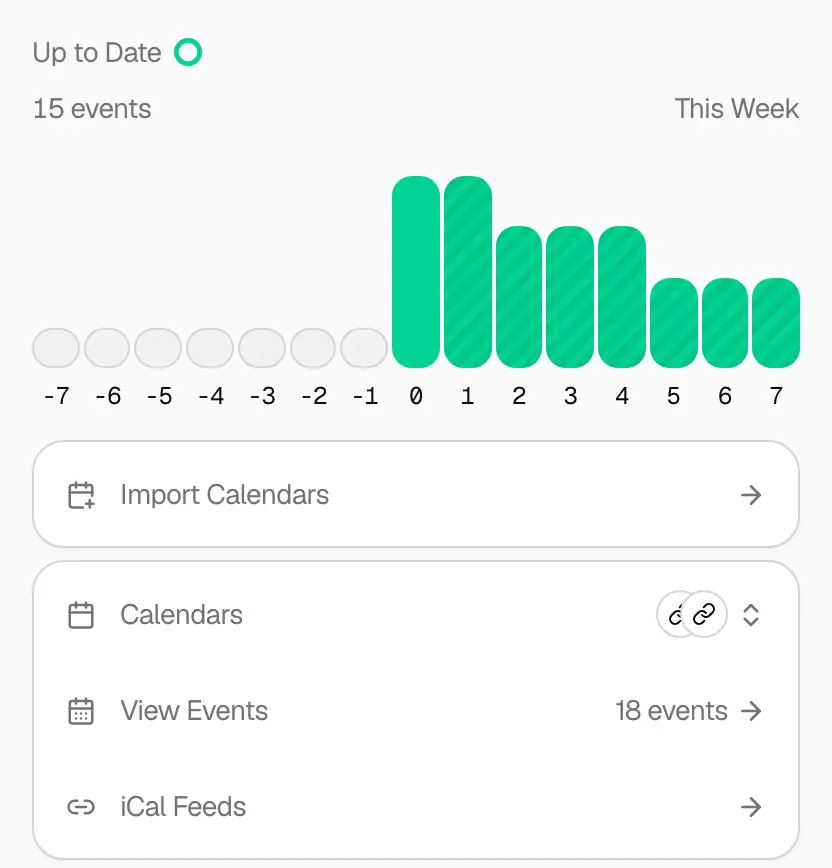 Up to Date
15 events This Week
-7 -6 -5 -4 -3 -2 -1 0 1 2 3 4 5 6 7
Import Calendars
Calendars
View Events 18 events
iCal Feeds